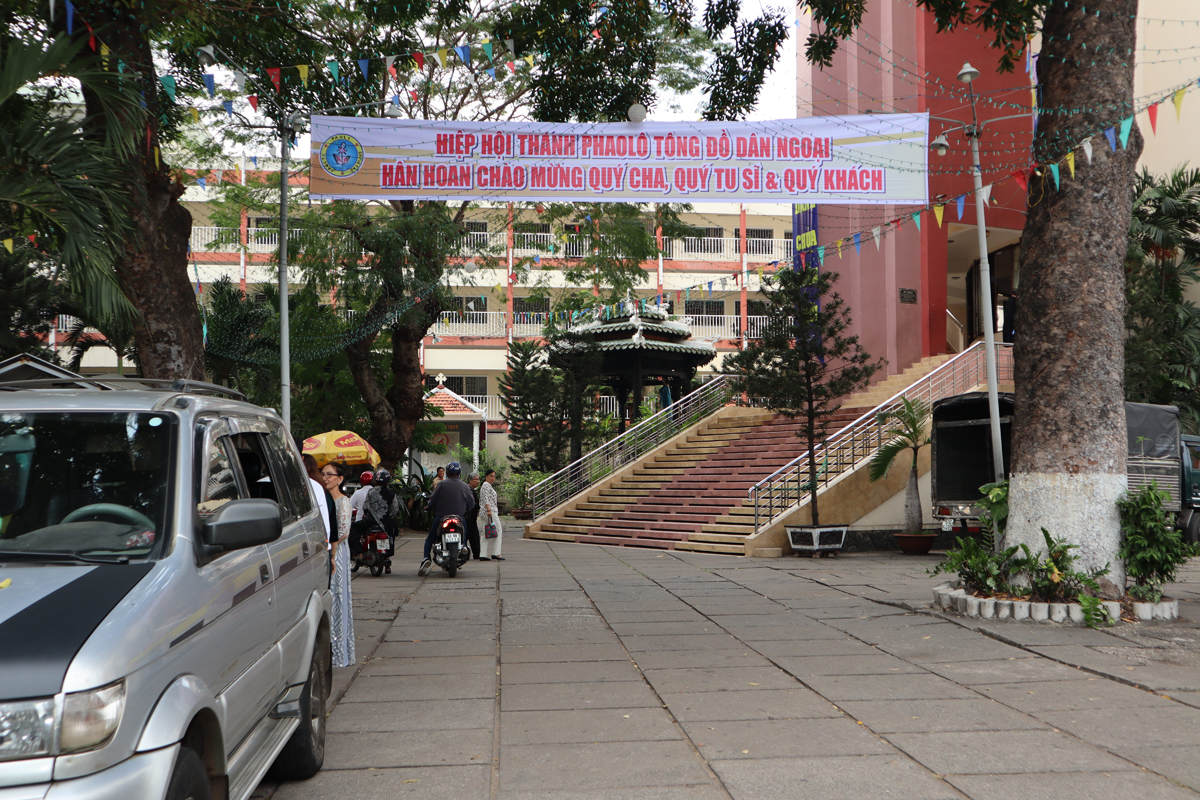 HIỆP HỘI THÁNH PHAOLÔ TÔNG ĐỒ DÂN NGOẠI
HÂN HOAN CHÀO MỪNG QUÝ CHA, QUÝ TU SĨ & QUÝ KHÁCH
CHÚA